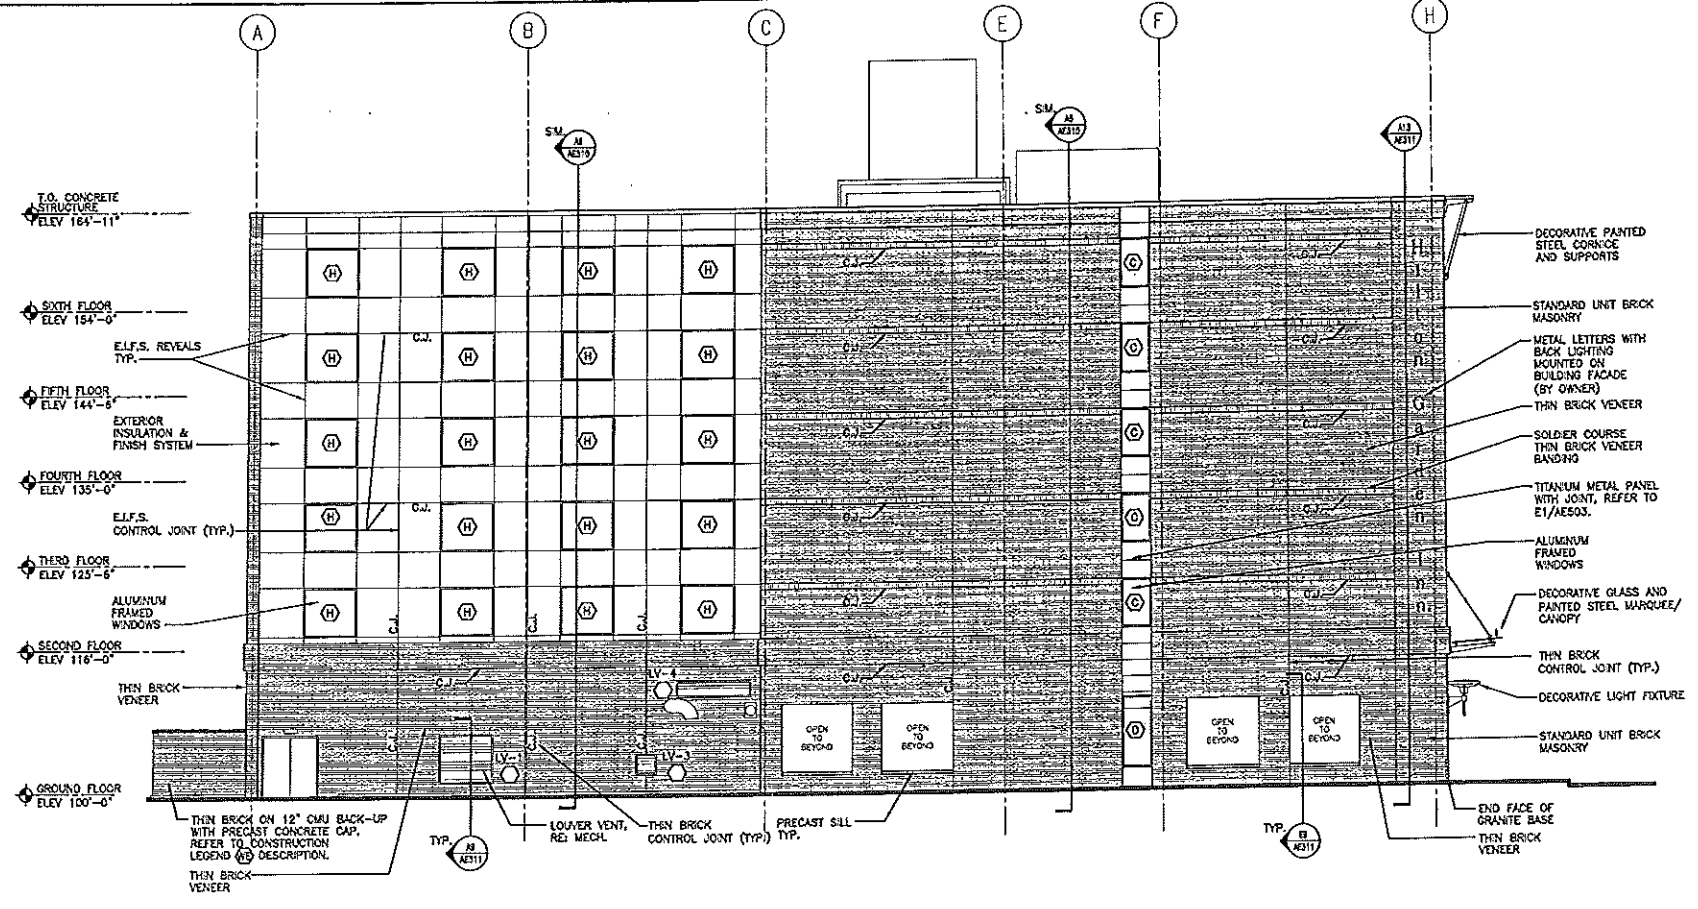 A
B
C
E
F
H
SIM.
A8
AE310
SIM.
A5
AE310
A13
AE311
T.O. CONCRETE
STRUCTURE
ELEV 164'-11"
SIXTH FLOOR
ELEV 154'-0"
E.I.F.S. REVEALS
TYP.
FIFTH FLOOR
ELEV 144'-6"
EXTERIOR
INSULATION &
FINISH SYSTEM
FOURTH FLOOR
ELEV 135'-0"
E.I.F.S.
CONTROL JOINT (TYP.)
THIRD FLOOR
ELEV 125'-6"
ALUMINUM
FRAMED
WINDOWS
SECOND FLOOR
ELEV 116'-0"
THIN BRICK
VENEER
GROUND FLOOR
ELEV 100'-0"
H
H
H
H
C.J.
C
C.J.
C.J.
H
H
H
H
C.J.
C.J.
C
C.J.
H
H
H
H
C.J.
C
C.J.
H
H
H
H
C.J.
C.J.
C
C.J.
H
H
H
H
C.J.
C.J.
C.J.
C.J.
C
C.J.
C.J.
LV-4
C.J.
C.J.
C.J.
LV-1
C.J.
C.J.
LV-3
OPEN
TO
BEYOND
OPEN
TO
BEYOND
D
OPEN
TO
BEYOND
OPEN
TO
BEYOND
Hilton Garden Inn
DECORATIVE PAINTED
STEEL CORNICE
AND SUPPORTS
STANDARD UNIT BRICK
MASONRY
METAL LETTERS WITH
BACK LIGHTING
MOUNTED ON
BUILDING FACADE
(BY OWNER)
THIN BRICK VENEER
SOLDIER COURSE
THIN BRICK VENEER
BANDING
TITANIUM METAL PANEL
WITH JOINT, REFER TO
E1/AE503.
ALUMINUM
FRAMED
WINDOWS
DECORATIVE GLASS AND
PAINTED STEEL MARQUEE/
CANOPY
THIN BRICK
CONTROL JOINT (TYP.)
DECORATIVE LIGHT FIXTURE
STANDARD UNIT BRICK
MASONRY
END FACE OF
GRANITE BASE
THIN BRICK
VENEER
THIN BRICK ON 12" CMU BACK-UP
WITH PRECAST CONCRETE CAP.
REFER TO CONSTRUCTION
LEGEND WE DESCRIPTION.
THIN BRICK
VENEER
TYP.
A9
AE311
LOUVER VENT,
RE: MECH.
THIN BRICK
CONTROL JOINT (TYP.)
PRECAST SILL
TYP.
TYP.
E9
AE311